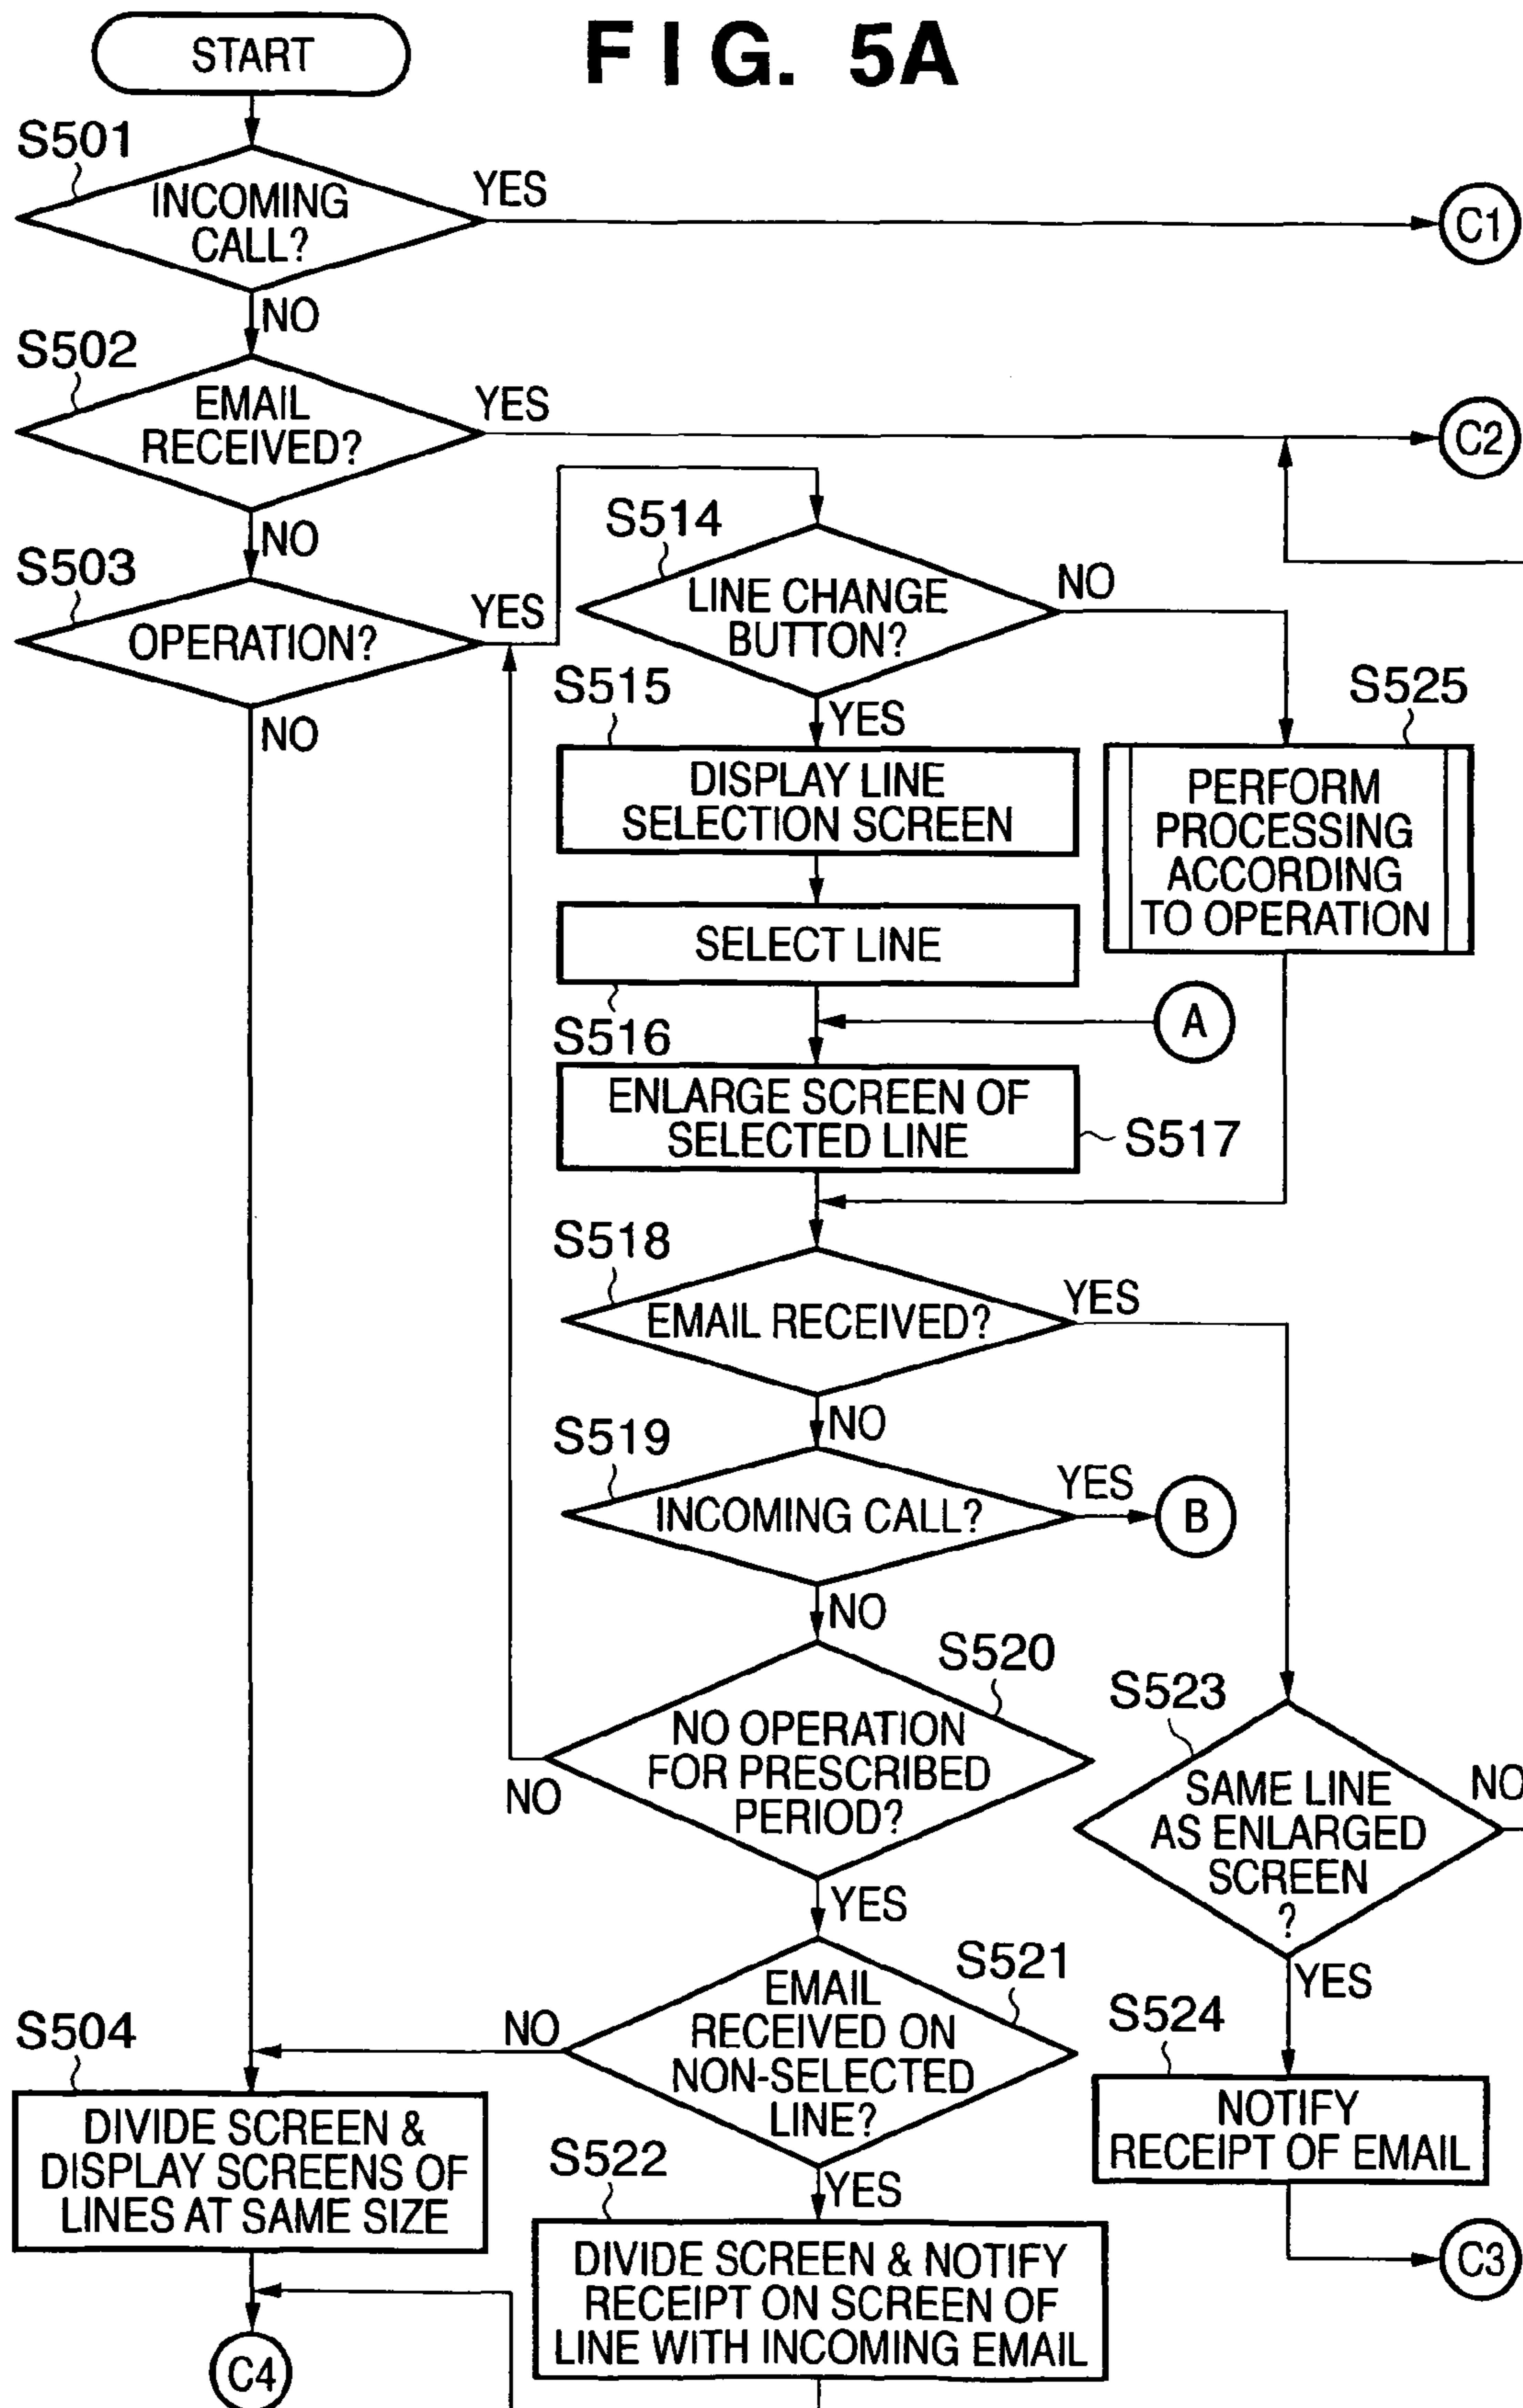 FIG. 5A
START
S501
INCOMING
CALL?
YES
C1
NO
S502
EMAIL
RECEIVED?
YES
C2
NO
S503
OPERATION?
YES
NO
S514
LINE CHANGE
BUTTON?
NO
YES
S515
DISPLAY LINE
SELECTION SCREEN
S525
PERFORM
PROCESSING
ACCORDING
TO OPERATION
SELECT LINE
S516
A
ENLARGE SCREEN OF
SELECTED LINE
S517
S518
EMAIL RECEIVED?
YES
NO
S519
INCOMING CALL?
YES
B
NO
S520
NO OPERATION
FOR PRESCRIBED
PERIOD?
NO
YES
S523
SAME LINE
AS ENLARGED
SCREEN
?
NO
YES
S521
EMAIL
RECEIVED ON
NON-SELECTED
LINE?
NO
YES
S504
DIVIDE SCREEN &
DISPLAY SCREENS OF
LINES AT SAME SIZE
S524
NOTIFY
RECEIPT OF EMAIL
C3
S522
DIVIDE SCREEN & NOTIFY
RECEIPT ON SCREEN OF
LINE WITH INCOMING EMAIL
C4